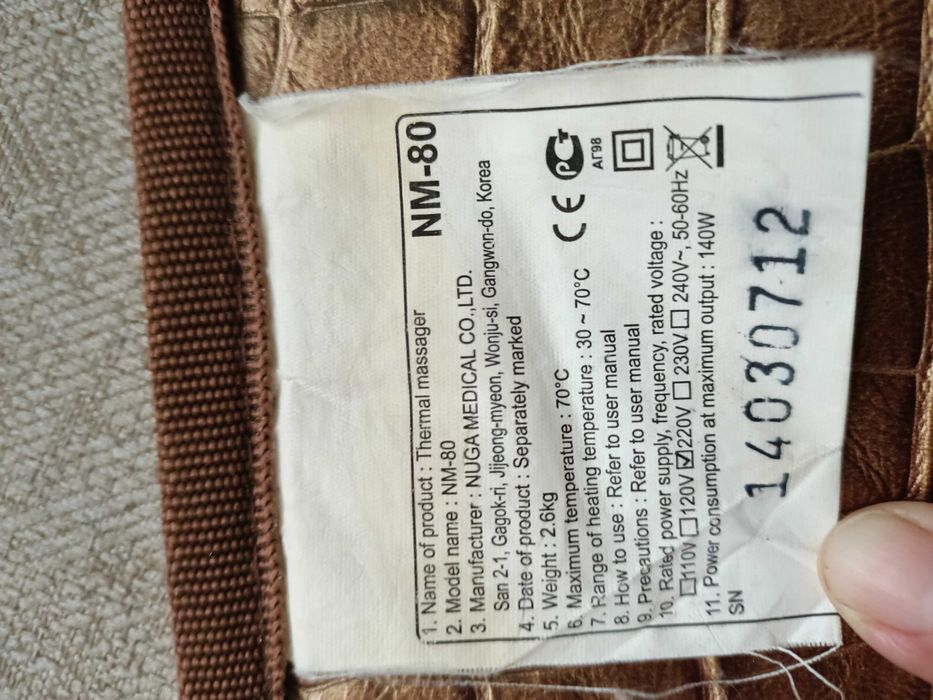 NM-80
1. Name of product : Thermal massager
2. Model name : NM-80
3. Manufacturer : NUGA MEDICAL CO.,LTD.
San 2-1, Gagok-ri, Jijeong-myeon, Wonju-si, Gangwon-do, Korea
4. Date of product : Separately marked
5. Weight : 2.6kg
6. Maximum temperature : 70°C
7. Range of heating temperature : 30 ~ 70°C
8. How to use : Refer to user manual
9. Precautions : Refer to user manual
10. Rated power supply, frequency, rated voltage :
☐110V ☐120V ☑220V ☐ 230V ☐ 240V~, 50-60Hz
11. Power consumption at maximum output : 140W
SN
14030712
CE PCT
АГ98